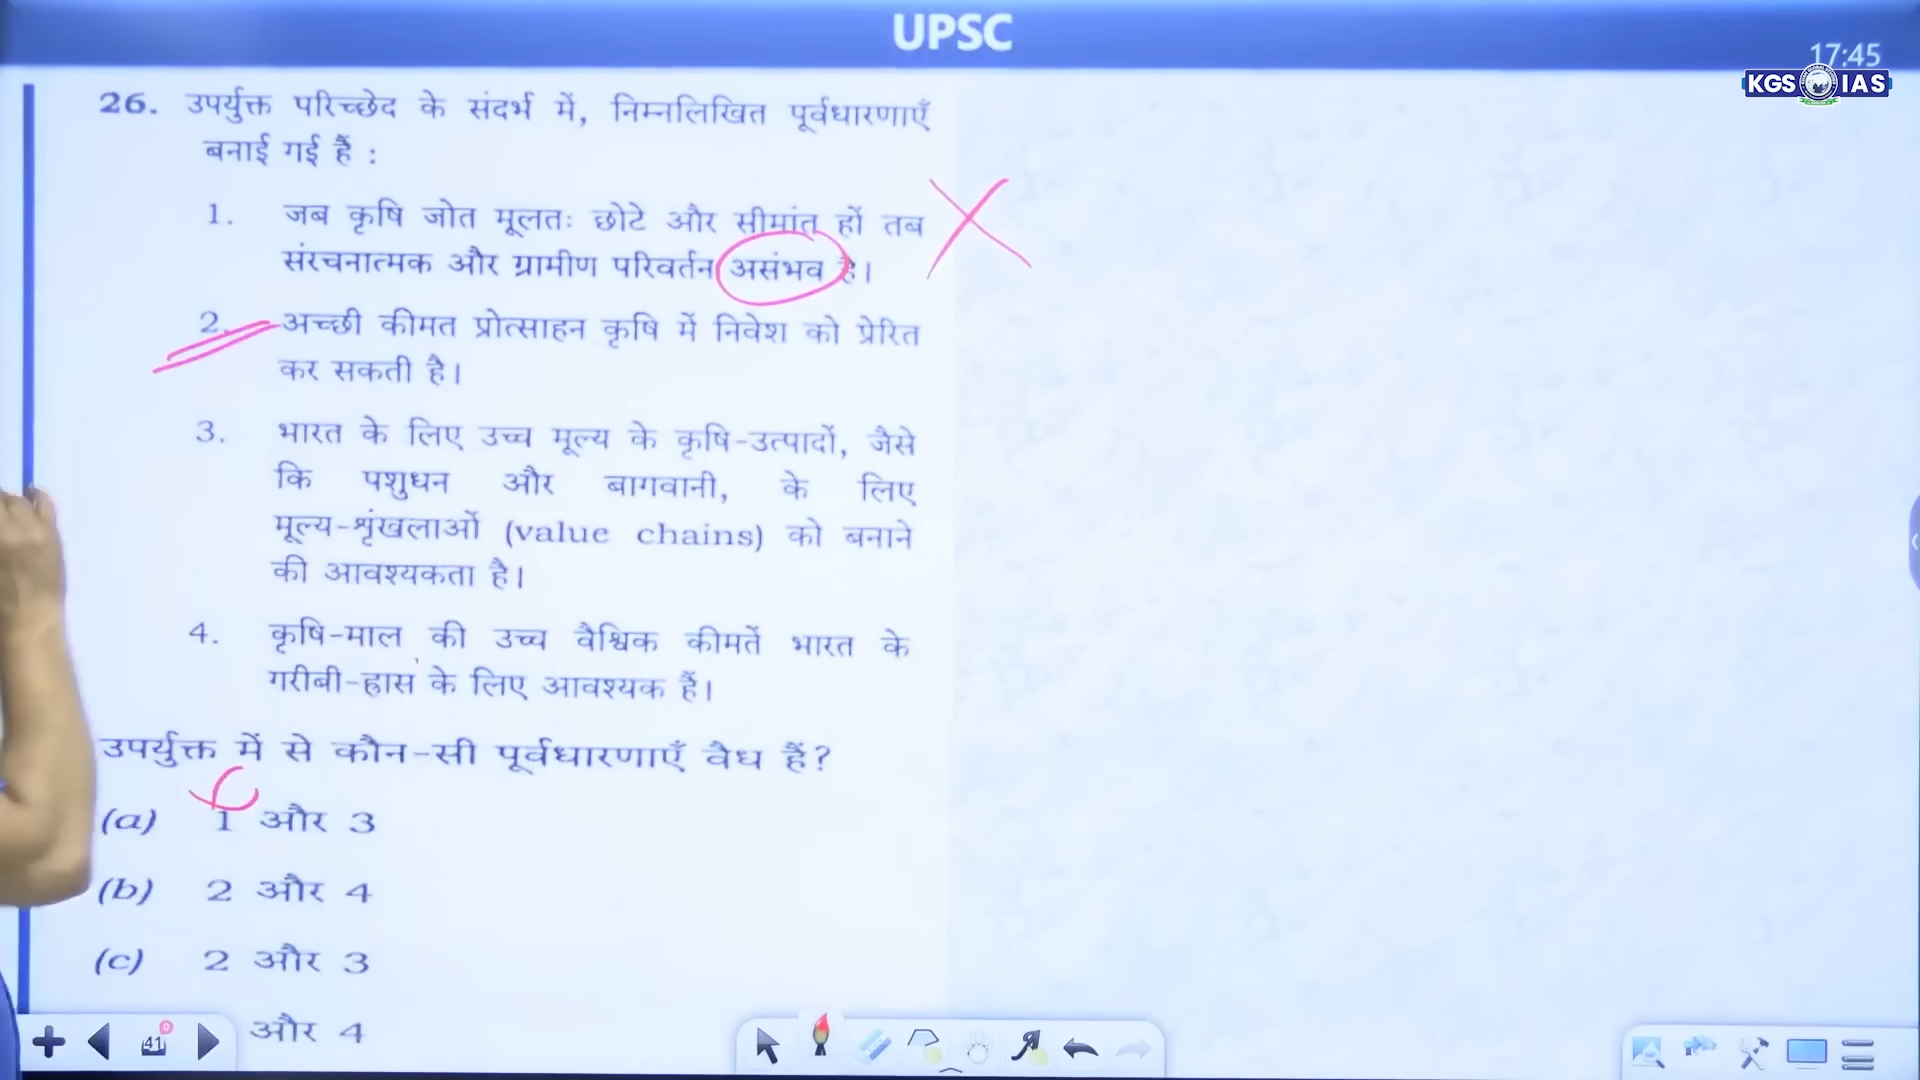 UPSC
17:45
KGS IAS
26. उपर्युक्त परिच्छेद के संदर्भ में, निम्नलिखित पूर्वधारणाएँ
बनाई गई हैं :
1. जब कृषि जोत मूलतः छोटे और सीमांत हों तब
संरचनात्मक और ग्रामीण परिवर्तन असंभव है।
2. अच्छी कीमत प्रोत्साहन कृषि में निवेश को प्रेरित
कर सकती है।
3. भारत के लिए उच्च मूल्य के कृषि-उत्पादों, जैसे
कि पशुधन और बागवानी, के लिए
मूल्य-शृंखलाओं (value chains) को बनाने
की आवश्यकता है।
4. कृषि-माल की उच्च वैश्विक कीमतें भारत के
गरीबी-ह्रास के लिए आवश्यक हैं।
उपर्युक्त में से कौन-सी पूर्वधारणाएँ वैध हैं?
(a) 1 और 3
(b) 2 और 4
(c) 2 और 3
और 4
41
0